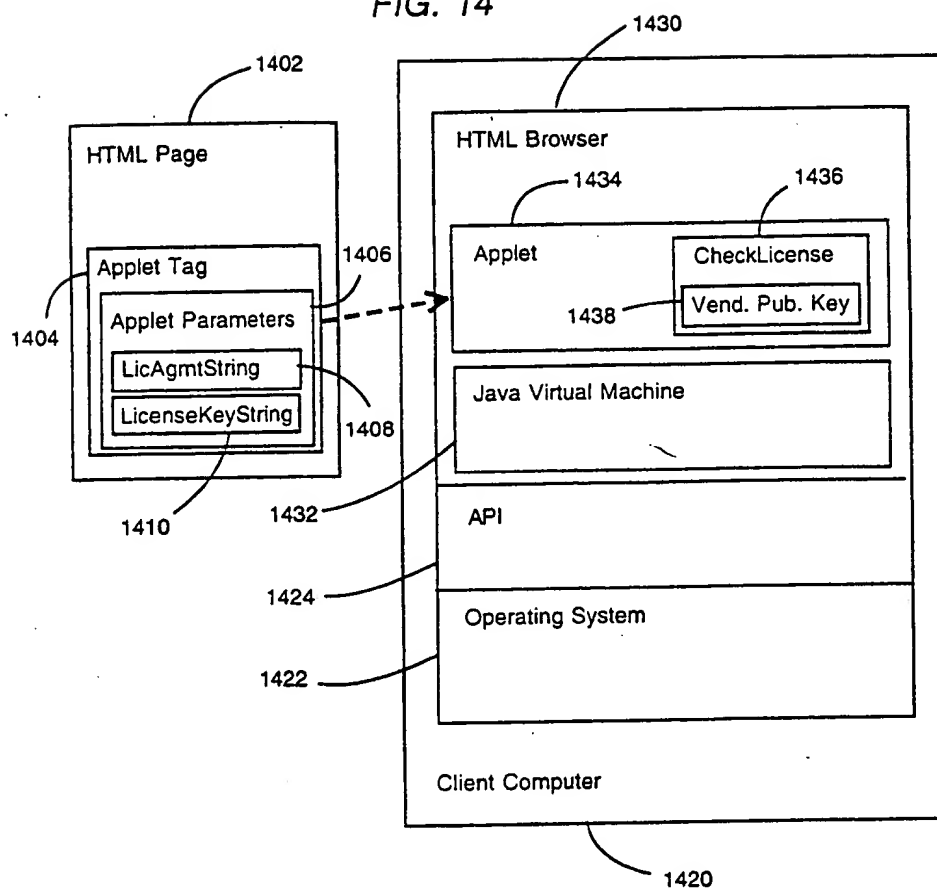 FIG. 14
1430
1402
HTML Page
HTML Browser
1434
1436
Applet
CheckLicense
1438
Vend. Pub. Key
1406
Applet Tag
1404
Applet Parameters
LicAgmtString
1408
LicenseKeyString
1410
Java Virtual Machine
1432
API
1424
Operating System
1422
Client Computer
1420